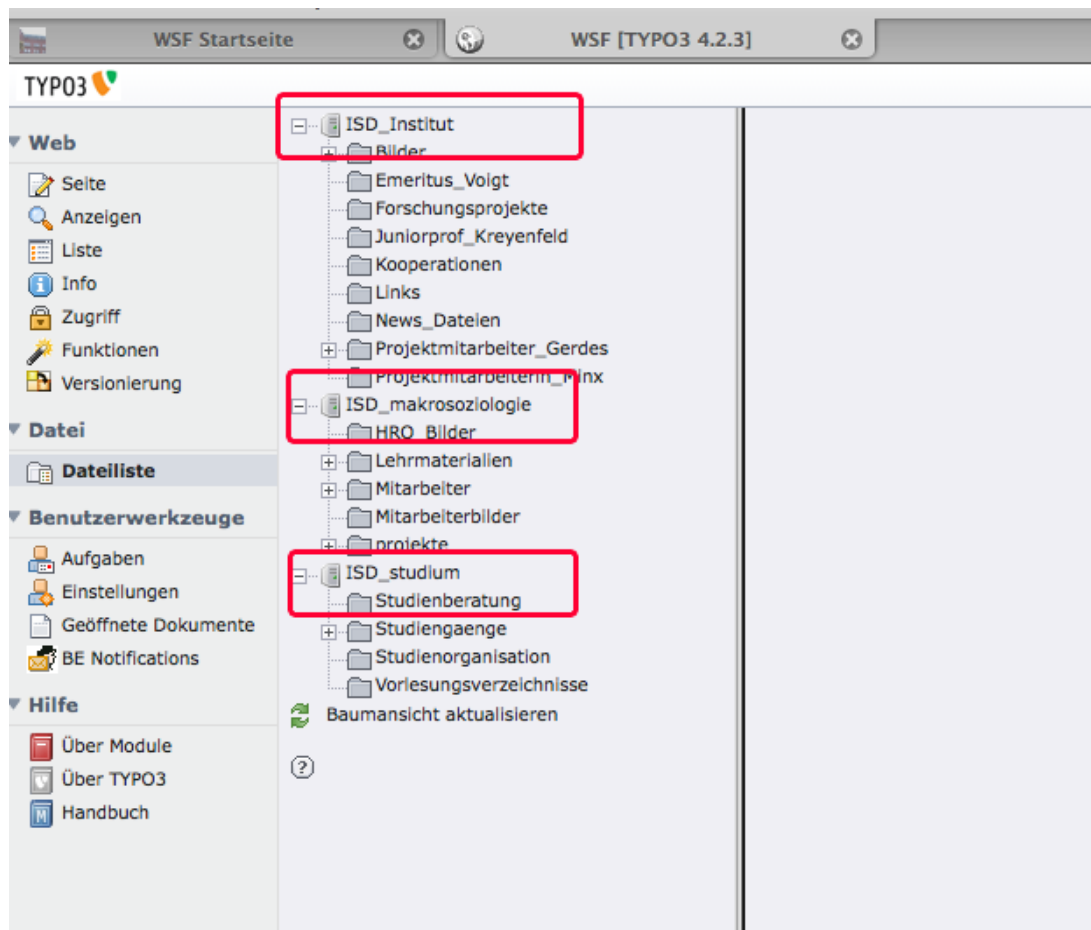 WSF Startseite
WSF [TYPO3 4.2.3]
TYPO3
Web
Seite
Anzeigen
Liste
Info
Zugriff
Funktionen
Versionierung
Datei
Dateiliste
Benutzerwerkzeuge
Aufgaben
Einstellungen
Geöffnete Dokumente
BE Notifications
Hilfe
Über Module
Über TYPO3
Handbuch
ISD_Institut
Bilder
Emeritus_Voigt
Forschungsprojekte
Juniorprof_Kreyenfeld
Kooperationen
Links
News_Dateien
Projektmitarbeiter_Gerdes
Projektmitarbeiterin_Minx
ISD_makrosoziologie
HRO_Bilder
Lehrmaterialien
Mitarbeiter
Mitarbeiterbilder
projekte
ISD_studium
Studienberatung
Studiengaenge
Studienorganisation
Vorlesungsverzeichnisse
Baumansicht aktualisieren